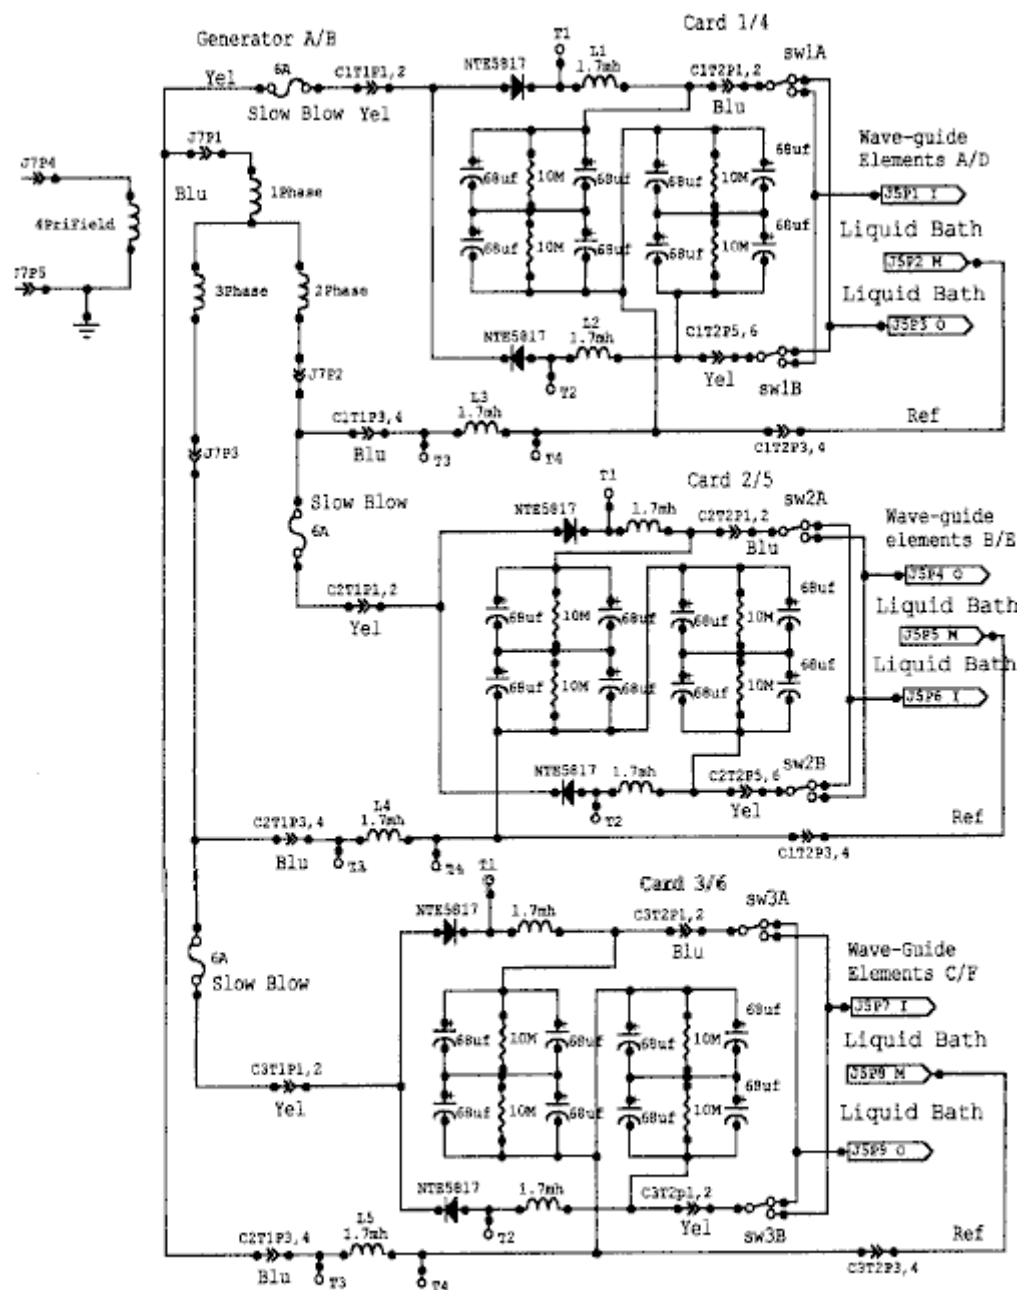 Card 1/4
Generator A/B
T1
L1
1.7mh
sw1A
NTE5817
Yel
6A
C1T1P1,2
C1T2P1,2
Slow Blow
Yel
Blu
J7P1
Wave-guide
Elements A/D
J7P4
68uf
10M
68uf
68uf
10M
68uf
Blu
1Phase
J5P1 I
4PriField
Liquid Bath
68uf
10M
68uf
68uf
10M
68uf
J5P2 M
J7P5
3Phase
2Phase
Liquid Bath
J5P3 O
NTE5817
L2
1.7mh
C1T2P5,6
J7P2
Yel
sw1B
T2
L3
1.7mh
C1T1P3,4
Ref
Blu
T3
T4
C1T2P3,4
J7P3
Card 2/5
T1
sw2A
Slow Blow
NTE5817
1.7mh
C2T2P1,2
Wave-guide
elements B/E
6A
Blu
J5P4 O
C2T1P1,2
68uf
10M
68uf
68uf
10M
68uf
Liquid Bath
Yel
J5P5 M
68uf
10M
68uf
68uf
10M
68uf
Liquid Bath
J5P6 I
NTE5817
1.7mh
C2T2P5,6
sw2B
T2
Yel
L4
1.7mh
C2T1P3,4
Ref
Blu
T4
C1T2P3,4
T1
Card 3/6
sw3A
NTE5817
1.7mh
C3T2P1,2
Blu
6A
Slow Blow
Wave-Guide
Elements C/F
J5P7 I
68uf
10M
68uf
68uf
10M
68uf
Liquid Bath
C3T1P1,2
J5P8 M
Yel
68uf
10M
68uf
68uf
10M
68uf
Liquid Bath
J5P9 O
NTE5817
1.7mh
C3T2p1,2
T2
Yel
sw3B
L5
1.7mh
C2T1P3,4
Ref
Blu
T3
T4
C3T2P3,4